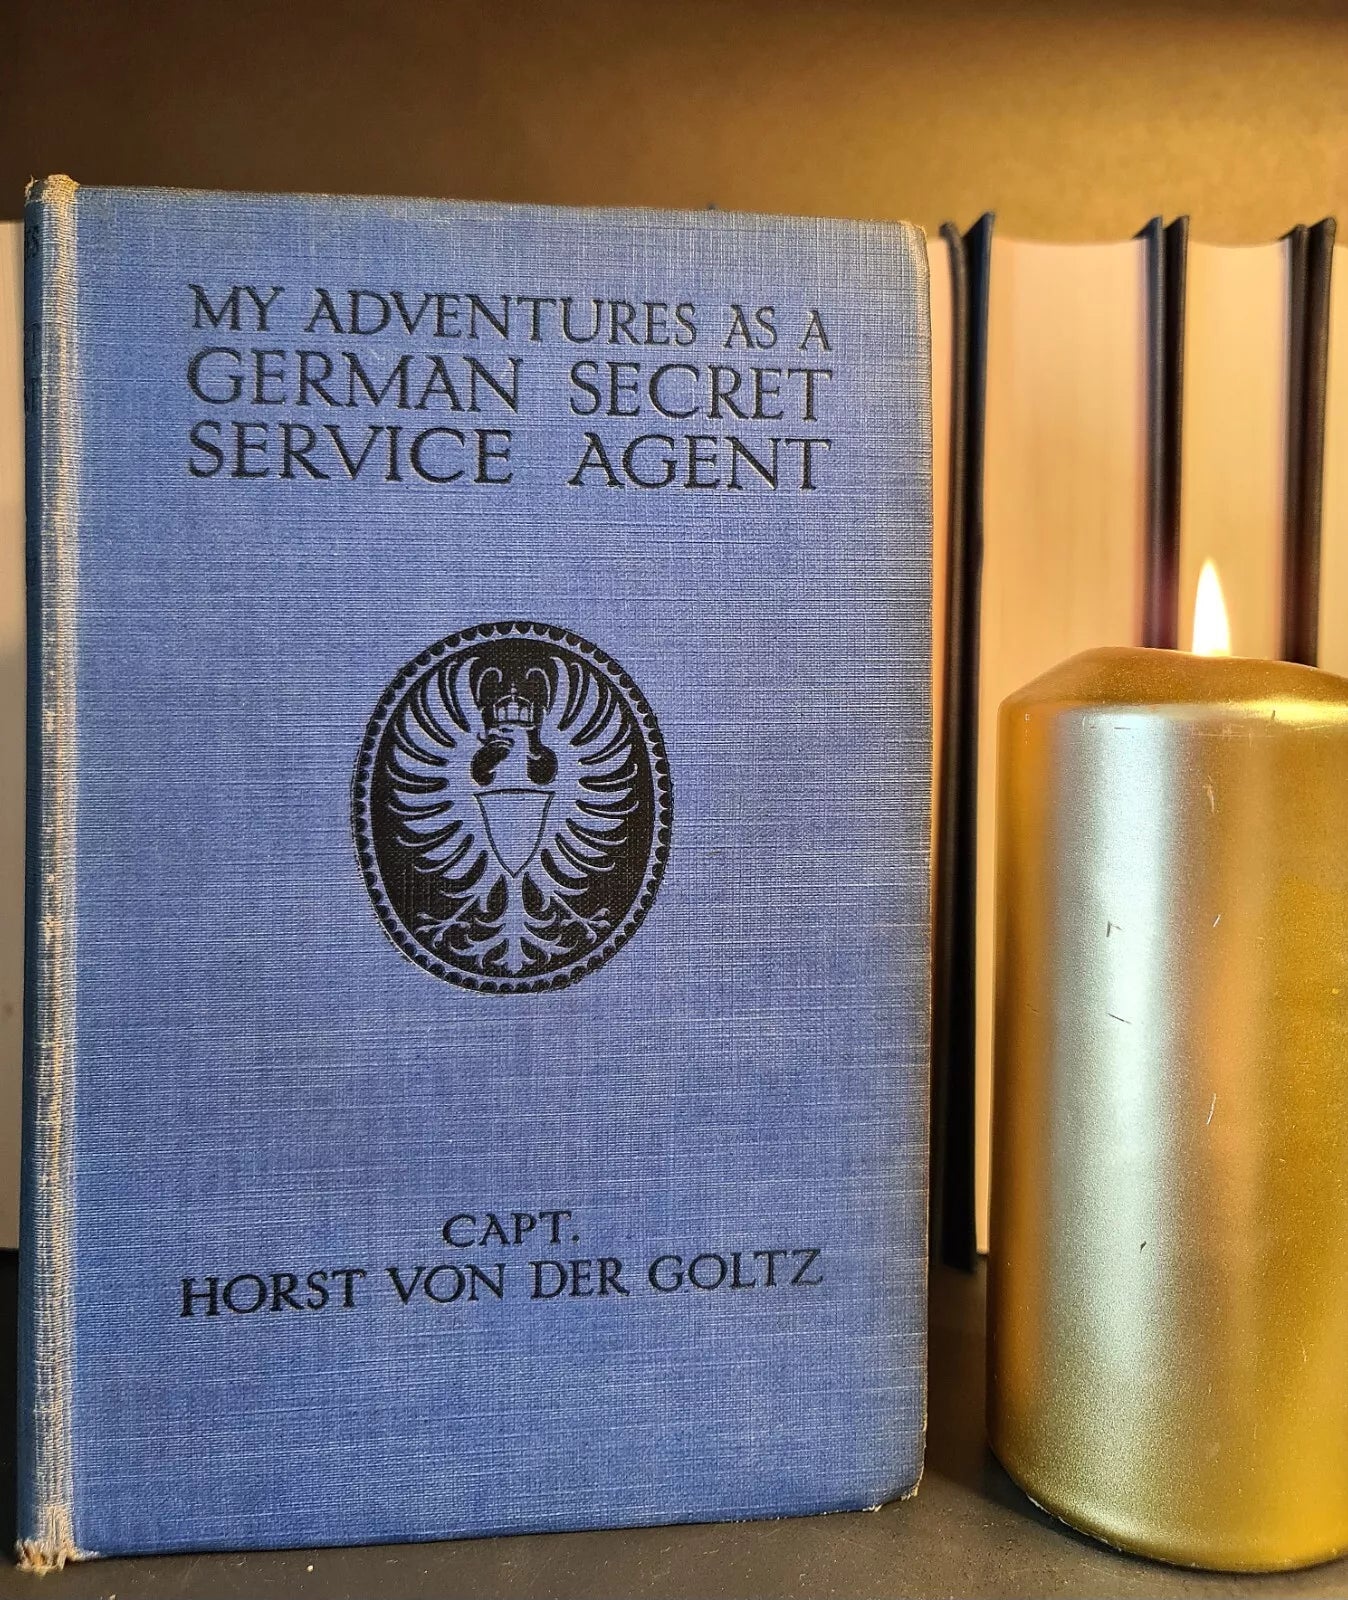 MY ADVENTURES AS A
GERMAN SECRET
SERVICE AGENT
CAPT.
HORST VON DER GOLTZ